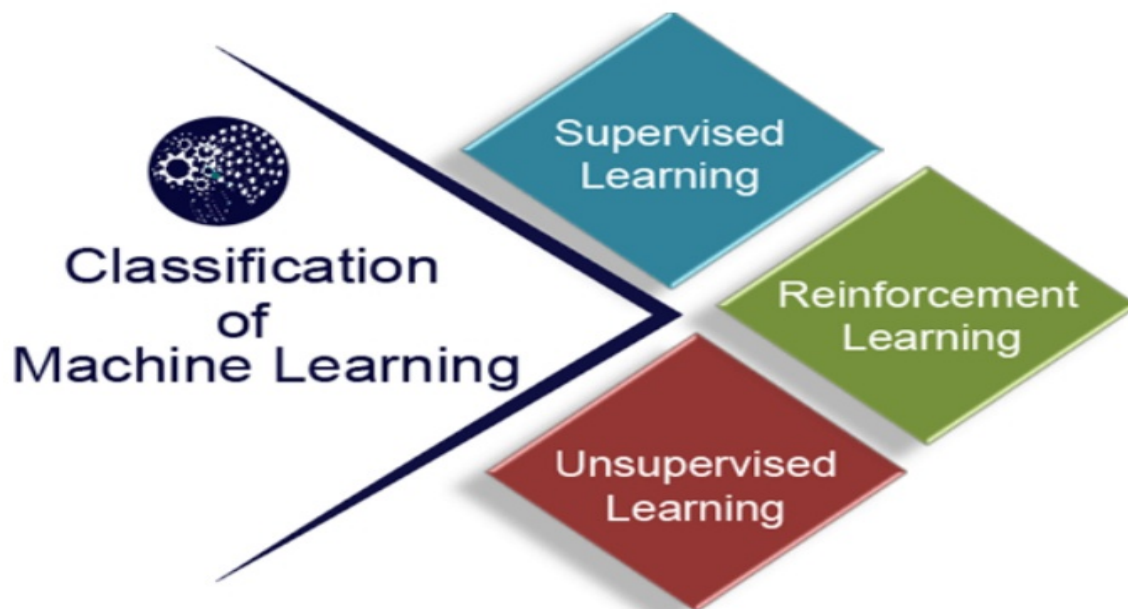 Classification
of
Machine Learning
Supervised
Learning
Reinforcement
Learning
Unsupervised
Learning